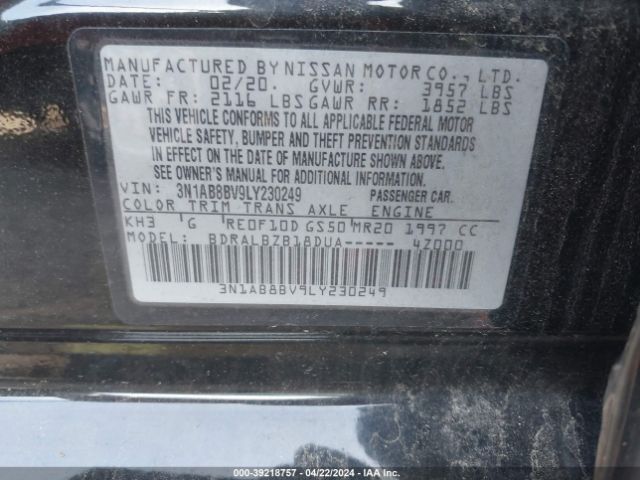 MANUFACTURED BY NISSAN MOTOR CO., LTD.
DATE: 02/20. GVWR: 3957 LBS
GAWR FR: 2116 LBS GAWR RR: 1852 LBS
THIS VEHICLE CONFORMS TO ALL APPLICABLE FEDERAL MOTOR
VEHICLE SAFETY, BUMPER AND THEFT PREVENTION STANDARDS
IN EFFECT ON THE DATE OF MANUFACTURE SHOWN ABOVE.
SEE OWNER'S MANUAL FOR ADDITIONAL INFORMATION.
VIN: 3N1AB8BV9LY230249 PASSENGER CAR.
COLOR TRIM TRANS AXLE ENGINE
KH3 G RE0F10D GS50 MR20 1997 CC
MODEL: BDRALBZB18DUA----- 4Z000
3N1AB8BV9LY230249
000-39218757 - 04/22/2024 - IAA Inc.